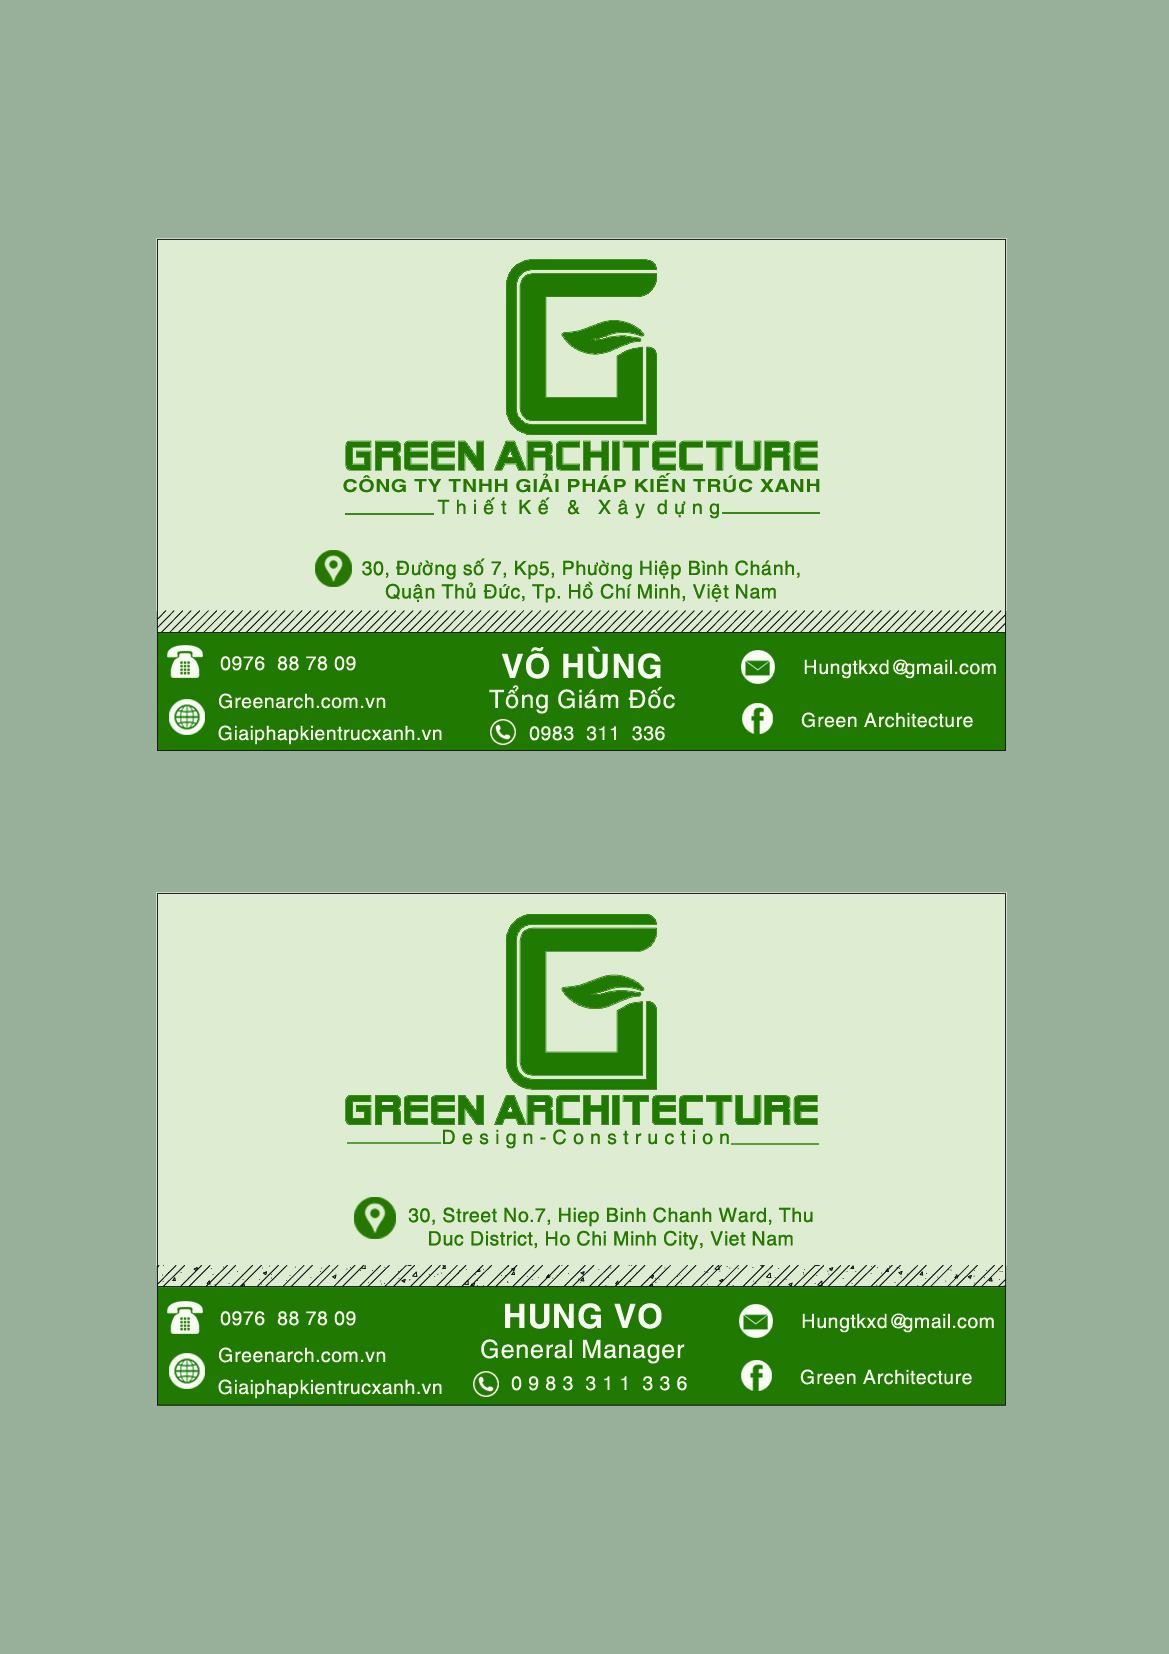 GREEN ARCHITECTURE
CÔNG TY TNHH GIẢI PHÁP KIẾN TRÚC XANH
Thiết Kế & Xây dựng
30, Đường số 7, Kp5, Phường Hiệp Bình Chánh,
Quận Thủ Đức, Tp. Hồ Chí Minh, Việt Nam
0976 88 78 09
Greenarch.com.vn
Giaiphapkientrucxanh.vn
VÕ HÙNG
Tổng Giám Đốc
0983 311 336
Hungtkxd@gmail.com
Green Architecture
GREEN ARCHITECTURE
Design-Construction
30, Street No.7, Hiep Binh Chanh Ward, Thu
Duc District, Ho Chi Minh City, Viet Nam
0976 88 78 09
Greenarch.com.vn
Giaiphapkientrucxanh.vn
HUNG VO
General Manager
0983 311 336
Hungtkxd@gmail.com
Green Architecture